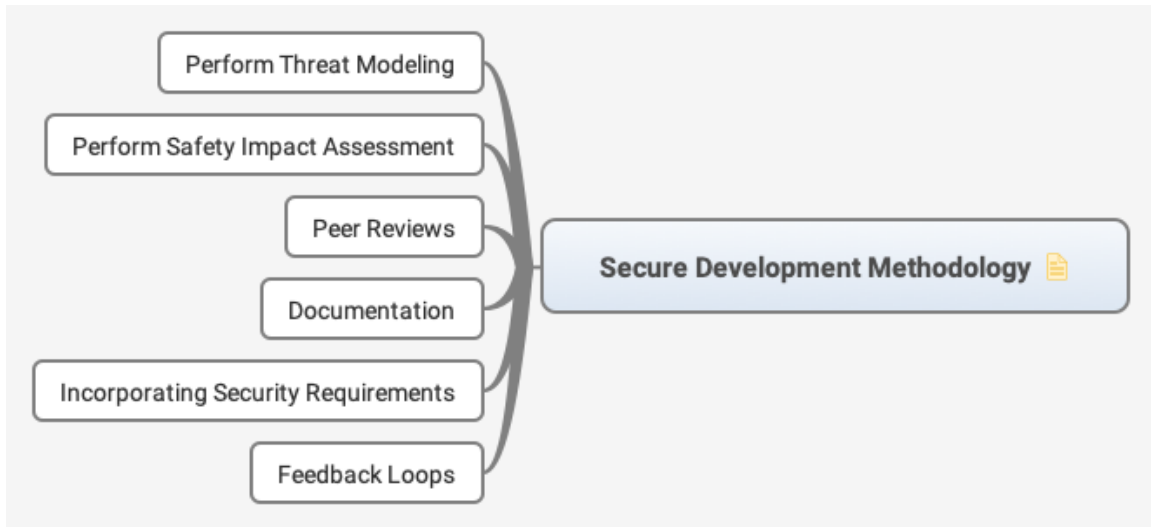 Perform Threat Modeling
Perform Safety Impact Assessment
Peer Reviews
Documentation
Incorporating Security Requirements
Feedback Loops
Secure Development Methodology